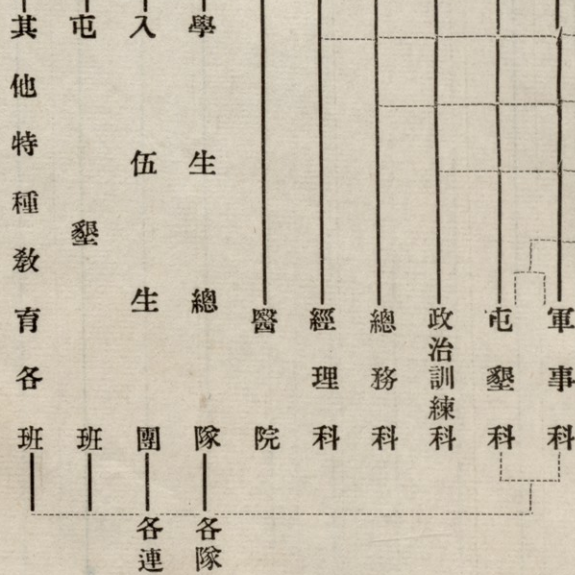 軍事科
屯墾科
政治訓練科
總務科
經理科
醫院
學生總隊
各隊
入伍生團
各連
屯墾班
其他特種教育各班